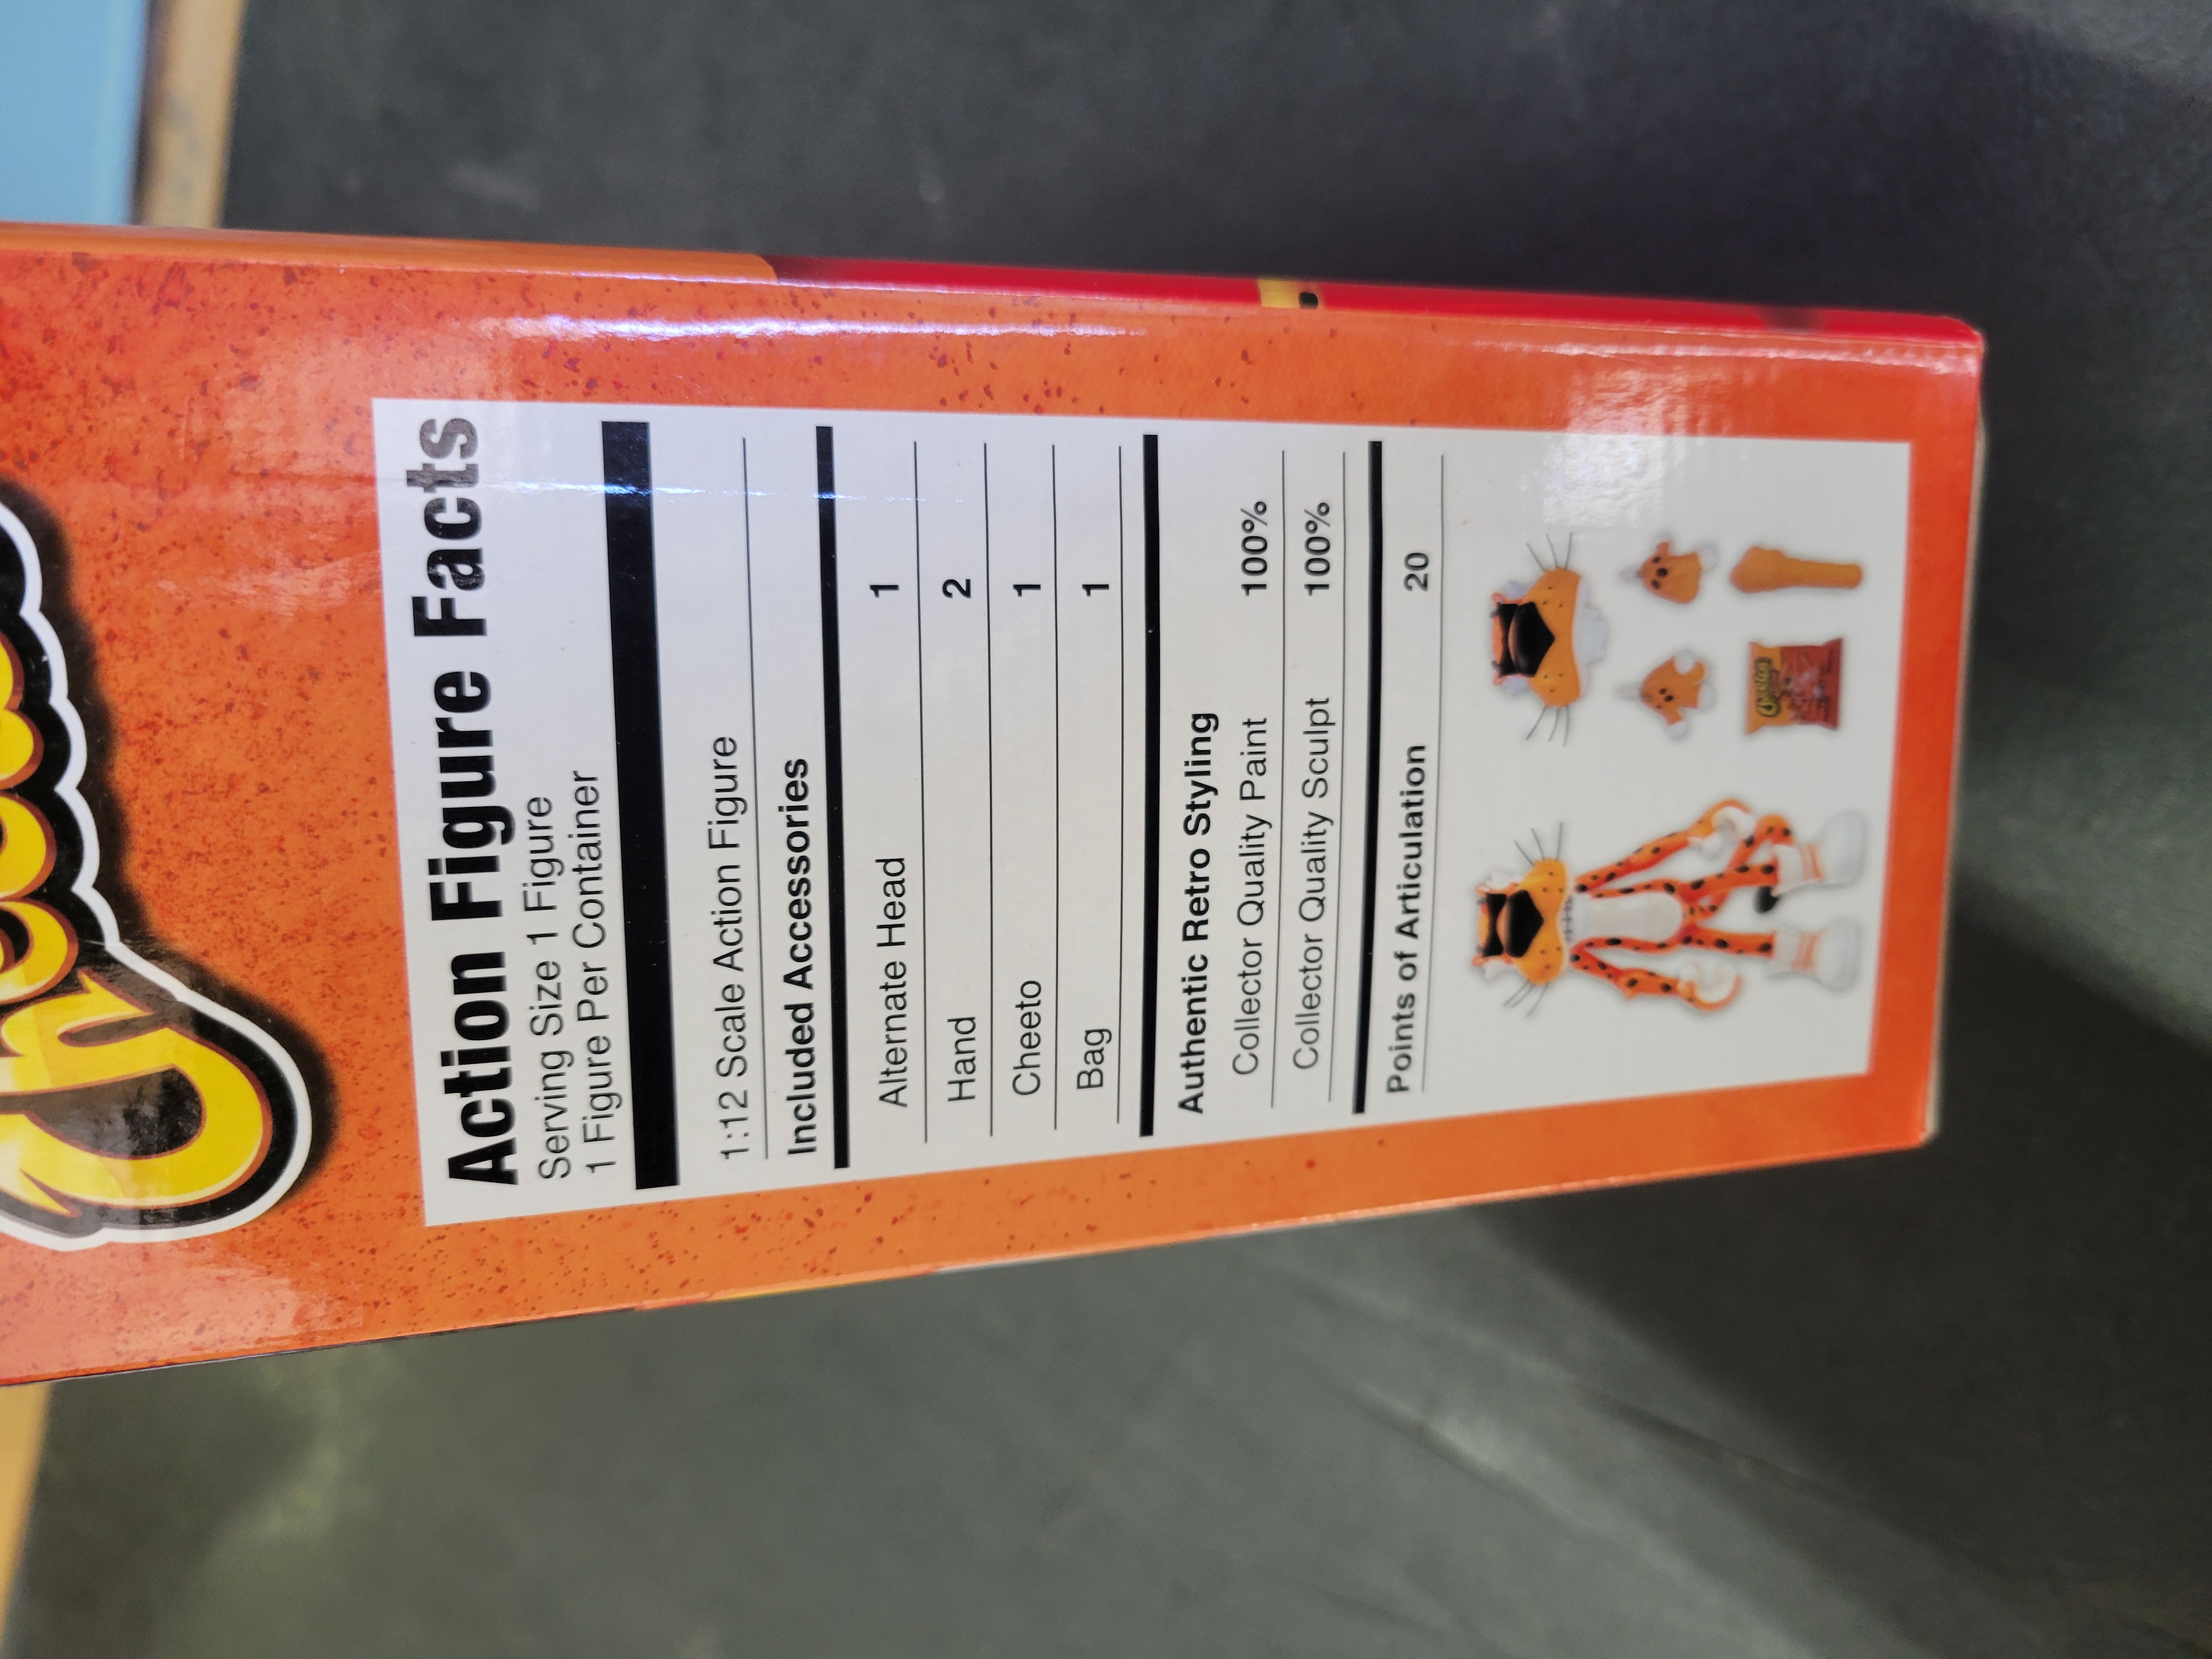 Action Figure Facts
Serving Size 1 Figure
1 Figure Per Container
1:12 Scale Action Figure
Included Accessories
Alternate Head 1
Hand 2
Cheeto 1
Bag 1
Authentic Retro Styling
Collector Quality Paint 100%
Collector Quality Sculpt 100%
Points of Articulation 20
Cheetos